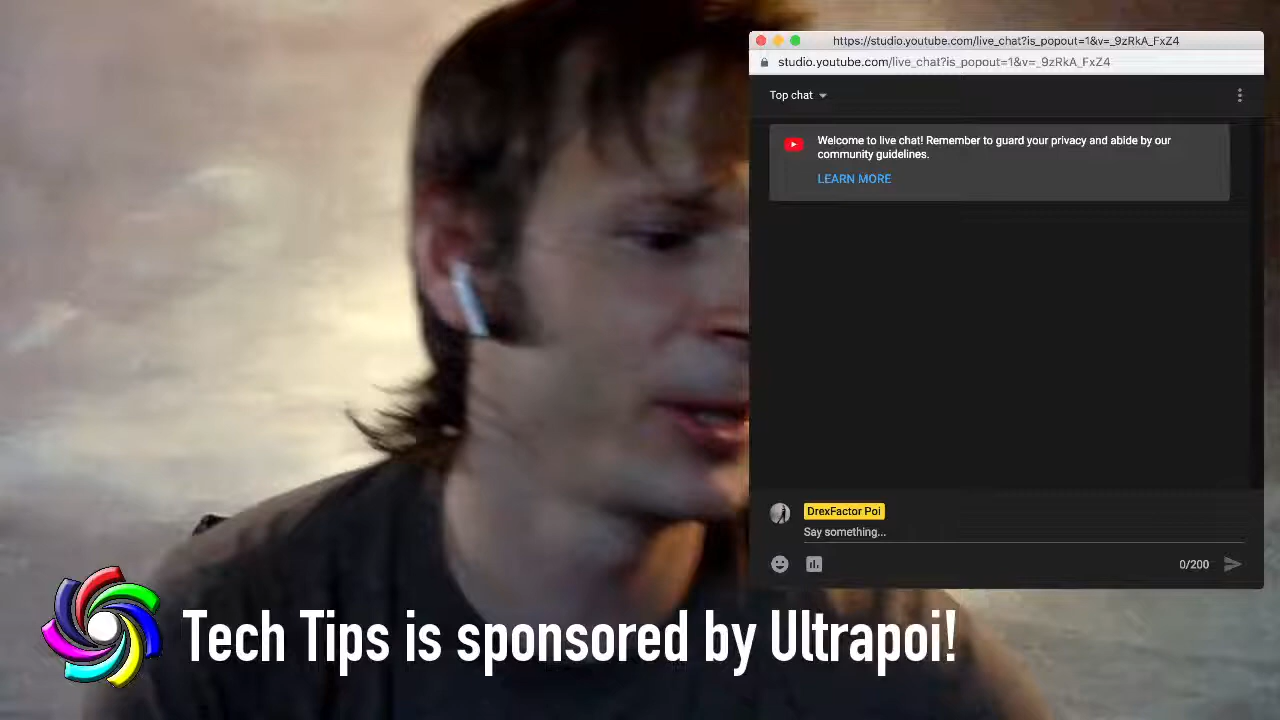 https://studio.youtube.com/live_chat?is_popout=1&v=_9zRkA_FxZ4
studio.youtube.com/live_chat?is_popout=1&v=_9zRkA_FxZ4
Top chat
Welcome to live chat! Remember to guard your privacy and abide by our
community guidelines.
LEARN MORE
DrexFactor Poi
Say something...
0/200
Tech Tips is sponsored by Ultrapoi!